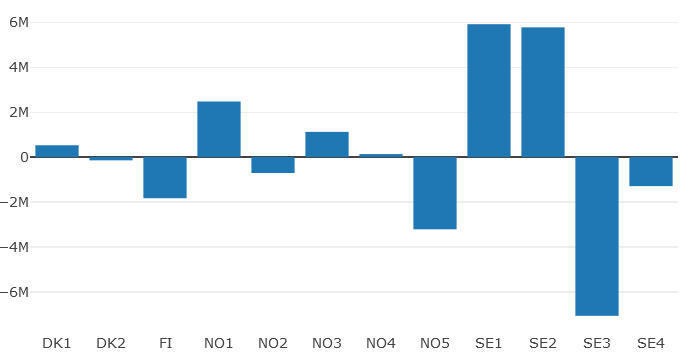 6M
4M
2M
0
−2M
−4M
−6M
DK1 DK2 FI NO1 NO2 NO3 NO4 NO5 SE1 SE2 SE3 SE4